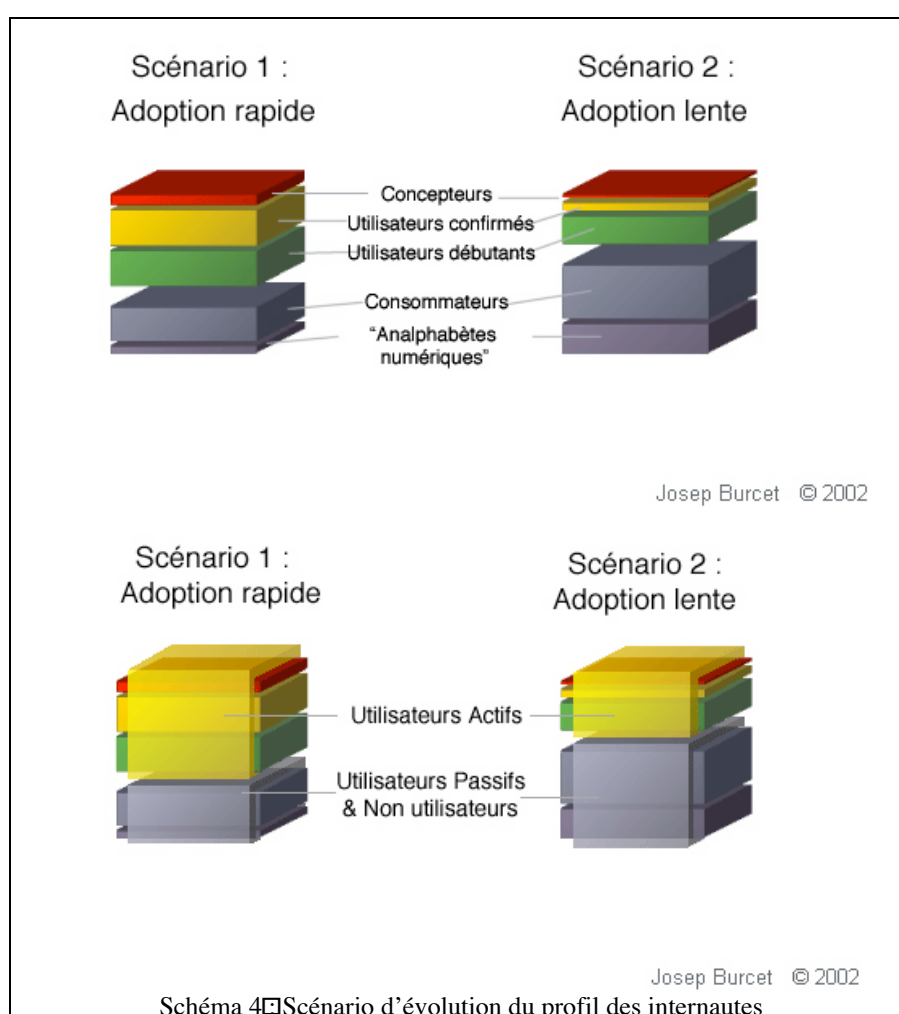 Scénario 1 :
Adoption rapide
Scénario 2 :
Adoption lente
Concepteurs
Utilisateurs confirmés
Utilisateurs débutants
Consommateurs
“Analphabètes
numériques”
Josep Burcet © 2002
Scénario 1 :
Adoption rapide
Scénario 2 :
Adoption lente
Utilisateurs Actifs
Utilisateurs Passifs
& Non utilisateurs
Josep Burcet © 2002
Schéma 4 Scénario d’évolution du profil des internautes